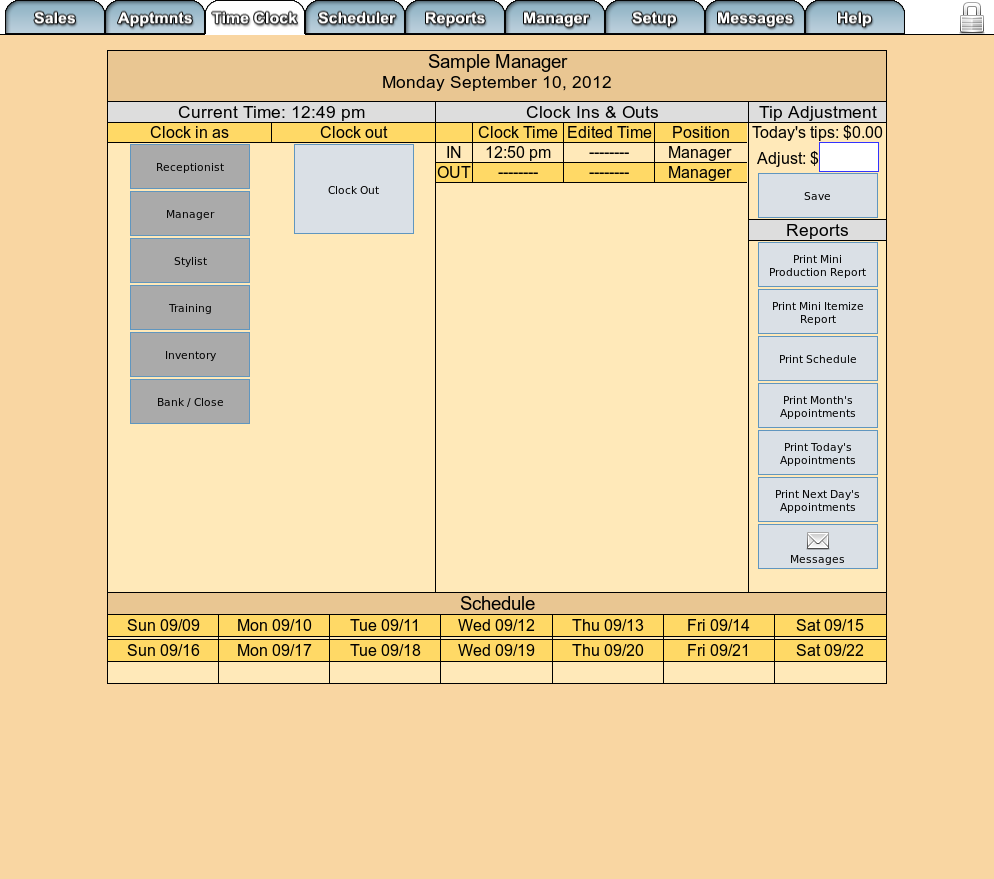 Sales Apptmnts Time Clock Scheduler Reports Manager Setup Messages Help
Sample Manager
Monday September 10, 2012
Current Time: 12:49 pm
Clock in as Clock out
Receptionist
Manager
Stylist
Training
Inventory
Bank / Close
Clock Out
Clock Ins & Outs
Clock Time Edited Time Position
IN 12:50 pm -------- Manager
OUT -------- -------- Manager
Tip Adjustment
Today's tips: $0.00
Adjust: $
Save
Reports
Print Mini
Production Report
Print Mini Itemize
Report
Print Schedule
Print Month's
Appointments
Print Today's
Appointments
Print Next Day's
Appointments
Messages
Schedule
Sun 09/09 Mon 09/10 Tue 09/11 Wed 09/12 Thu 09/13 Fri 09/14 Sat 09/15
Sun 09/16 Mon 09/17 Tue 09/18 Wed 09/19 Thu 09/20 Fri 09/21 Sat 09/22